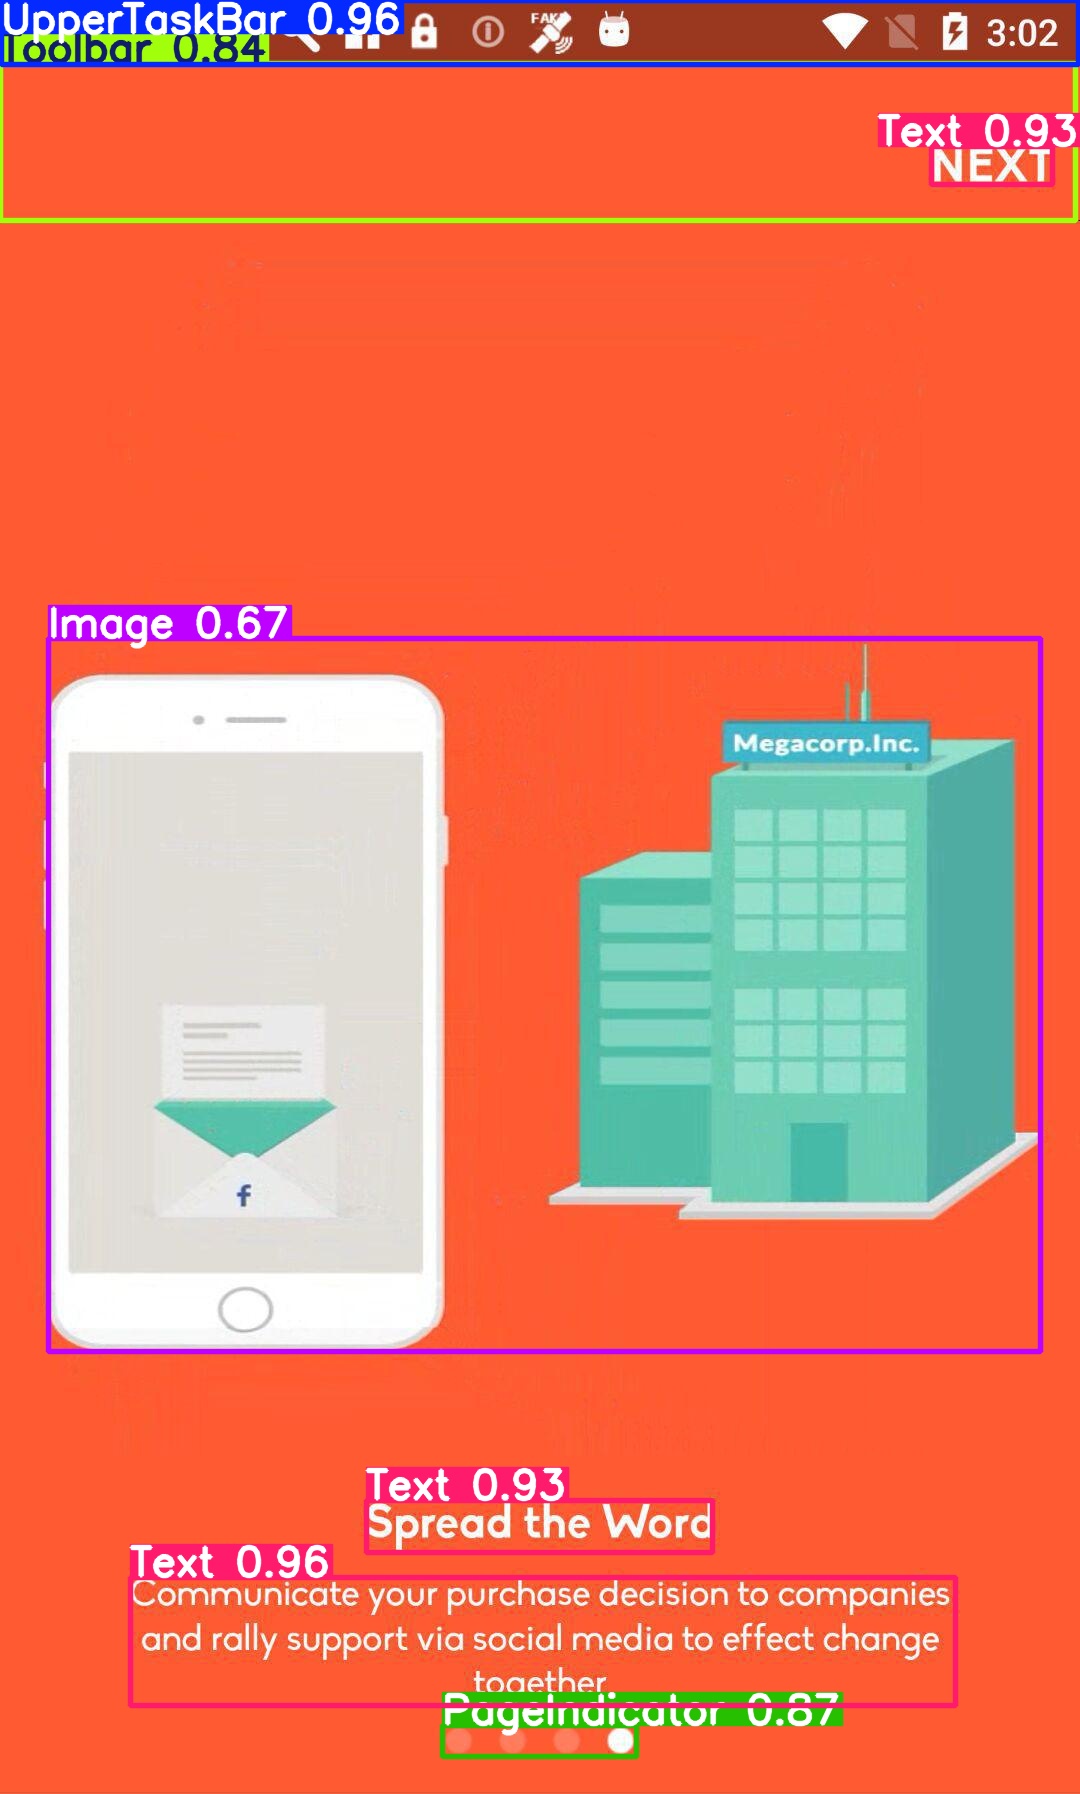 UpperTaskBar 0.96
Toolbar 0.84
FAKE
3:02
Text 0.93
NEXT
Image 0.67
Megacorp.Inc.
f
Text 0.93
Spread the Word
Text 0.96
Communicate your purchase decision to companies
and rally support via social media to effect change
together
PageIndicator 0.87